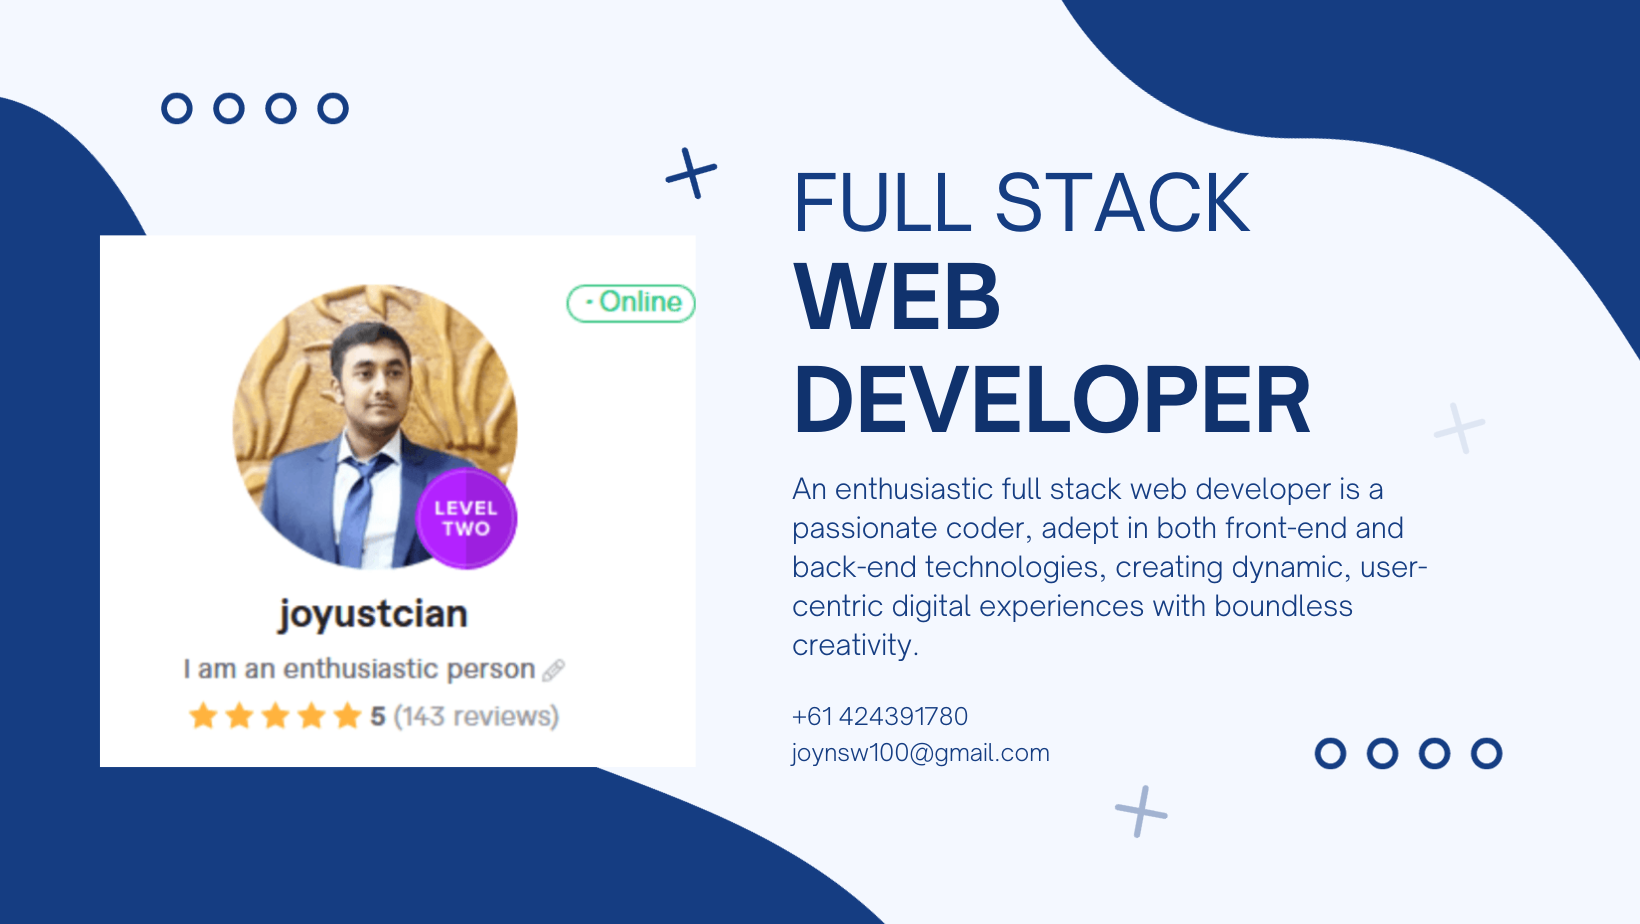 · Online
LEVEL
TWO
joyustcian
I am an enthusiastic person
5 (143 reviews)
FULL STACK
WEB
DEVELOPER
An enthusiastic full stack web developer is a
passionate coder, adept in both front-end and
back-end technologies, creating dynamic, user-
centric digital experiences with boundless
creativity.
+61 424391780
joynsw100@gmail.com